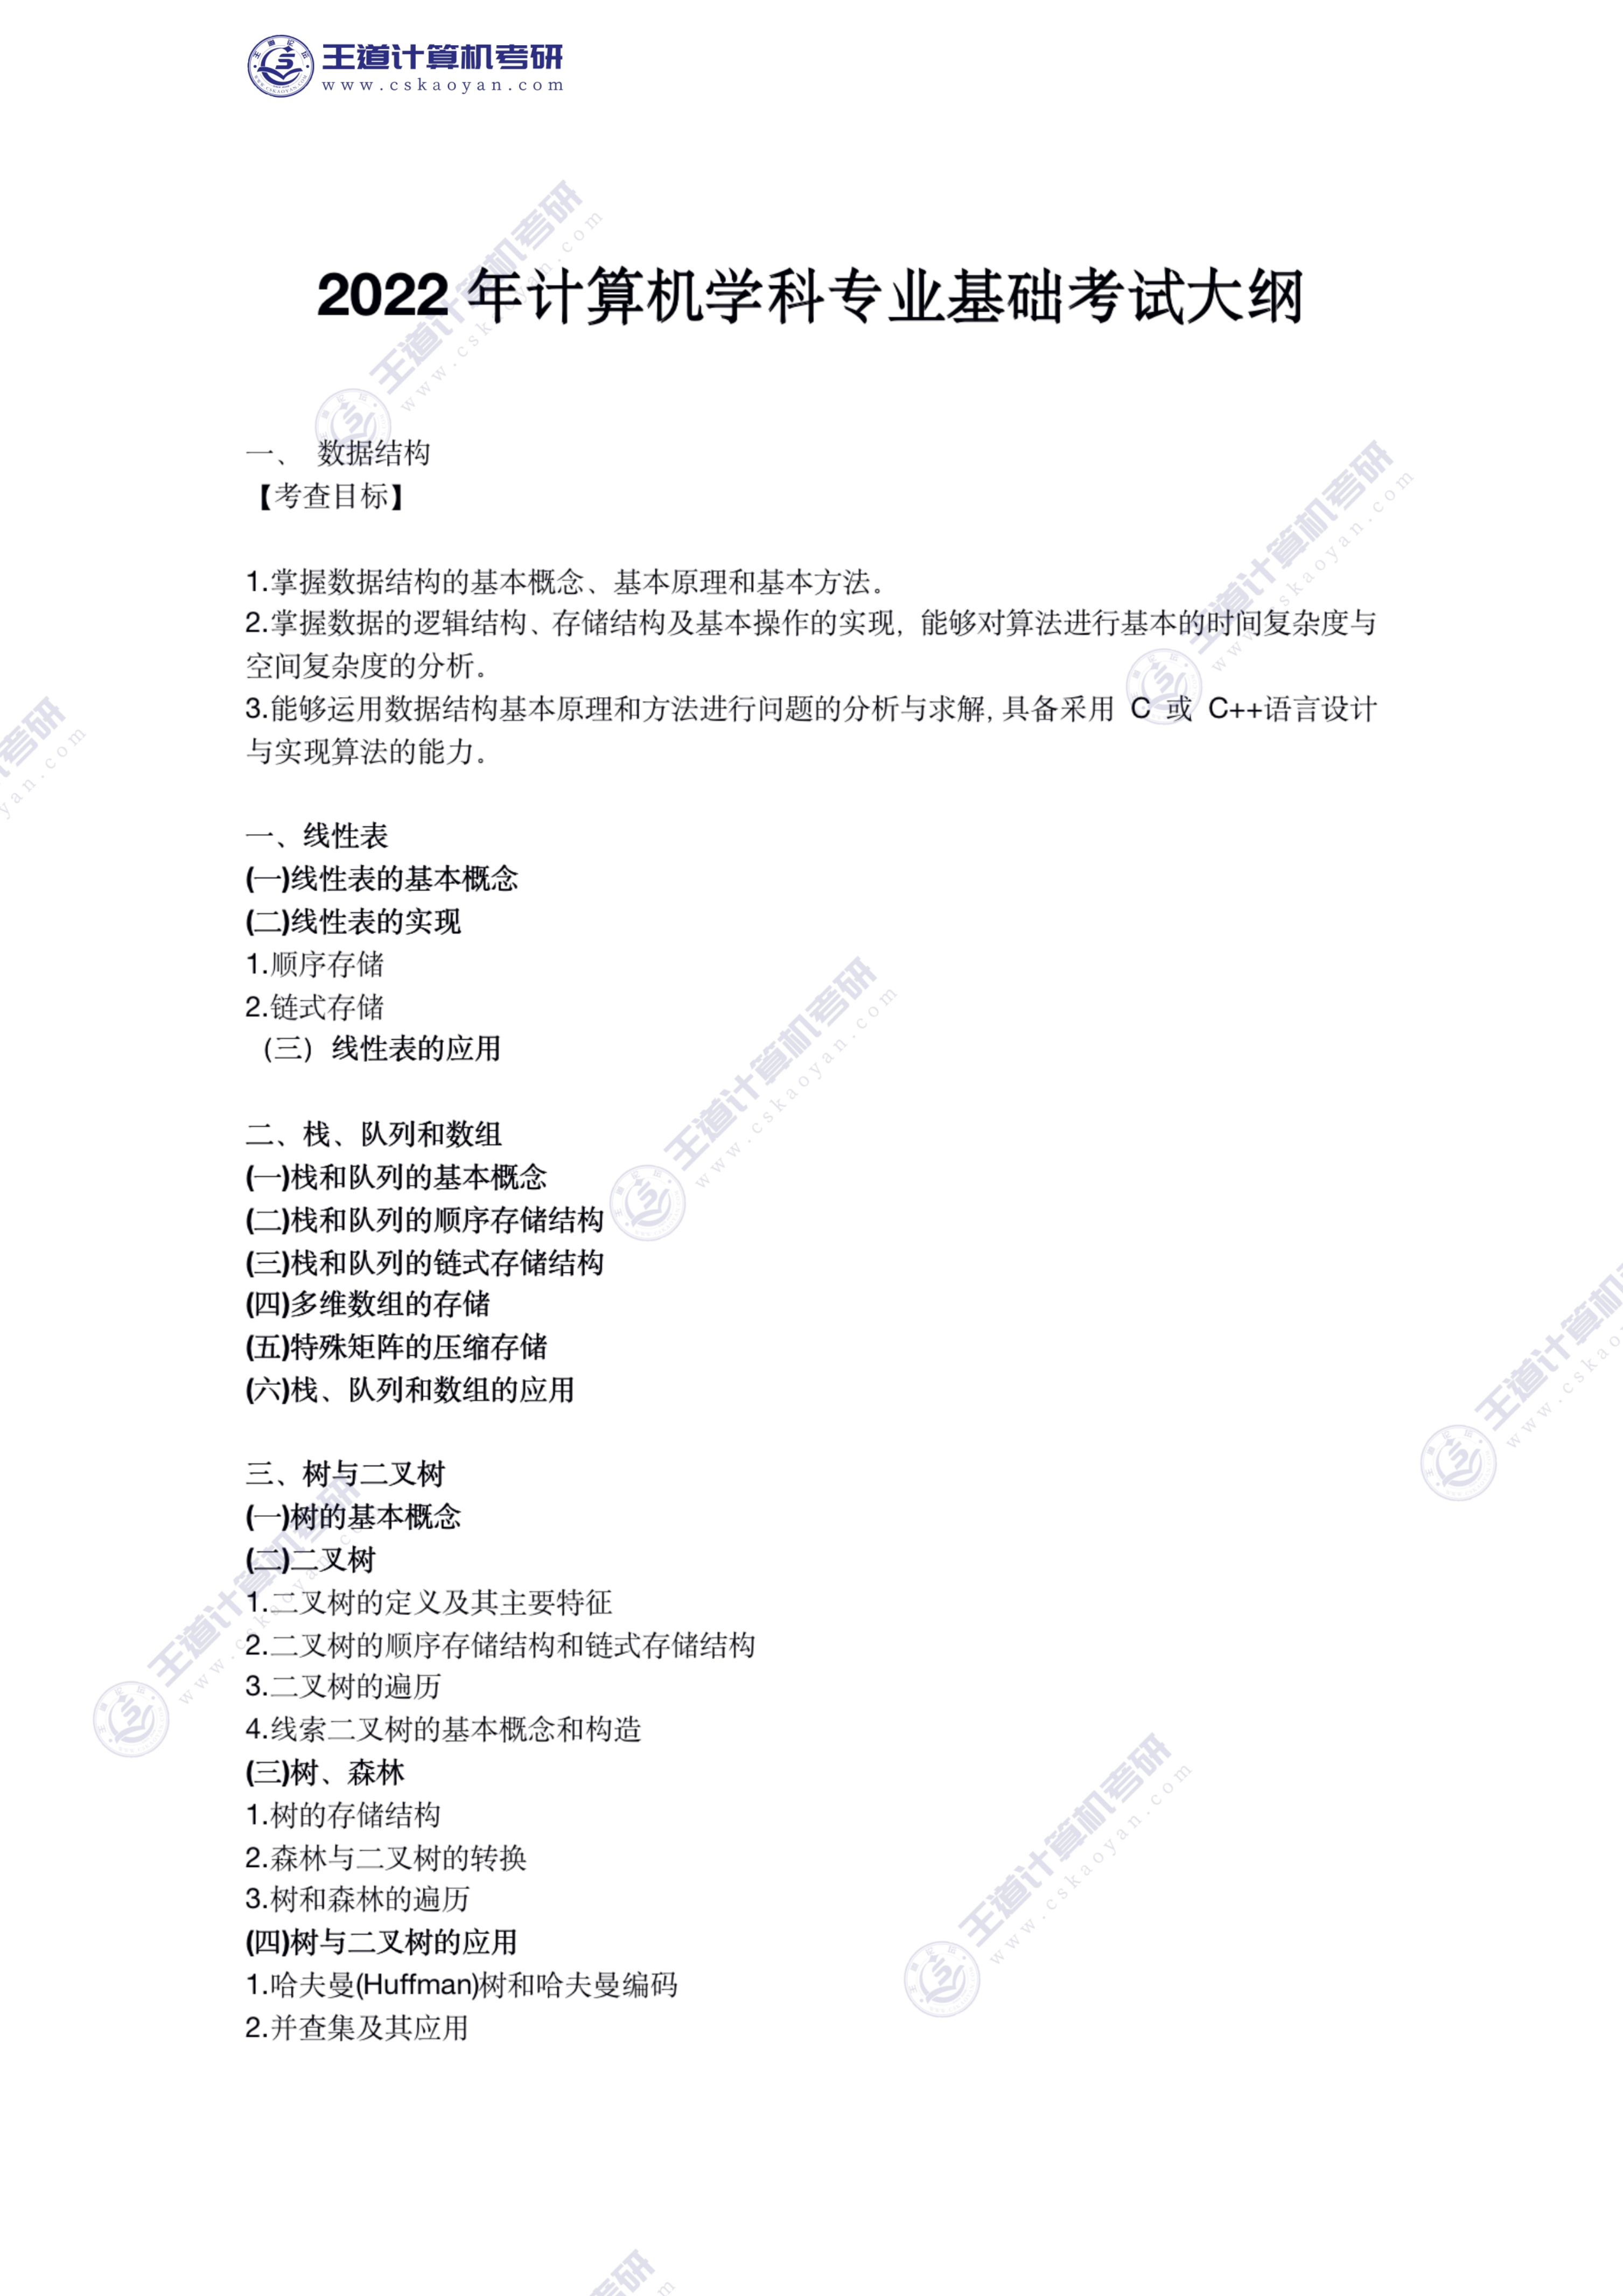 王道计算机考研
www.cskaoyan.com
2022 年计算机学科专业基础考试大纲
一、 数据结构
【考查目标】
1.掌握数据结构的基本概念、基本原理和基本方法。
2.掌握数据的逻辑结构、存储结构及基本操作的实现，能够对算法进行基本的时间复杂度与
空间复杂度的分析。
3.能够运用数据结构基本原理和方法进行问题的分析与求解，具备采用 C 或 C++语言设计
与实现算法的能力。
一、线性表
(一)线性表的基本概念
(二)线性表的实现
1.顺序存储
2.链式存储
（三）线性表的应用
二、栈、队列和数组
(一)栈和队列的基本概念
(二)栈和队列的顺序存储结构
(三)栈和队列的链式存储结构
(四)多维数组的存储
(五)特殊矩阵的压缩存储
(六)栈、队列和数组的应用
三、树与二叉树
(一)树的基本概念
(二)二叉树
1.二叉树的定义及其主要特征
2.二叉树的顺序存储结构和链式存储结构
3.二叉树的遍历
4.线索二叉树的基本概念和构造
(三)树、森林
1.树的存储结构
2.森林与二叉树的转换
3.树和森林的遍历
(四)树与二叉树的应用
1.哈夫曼(Huffman)树和哈夫曼编码
2.并查集及其应用